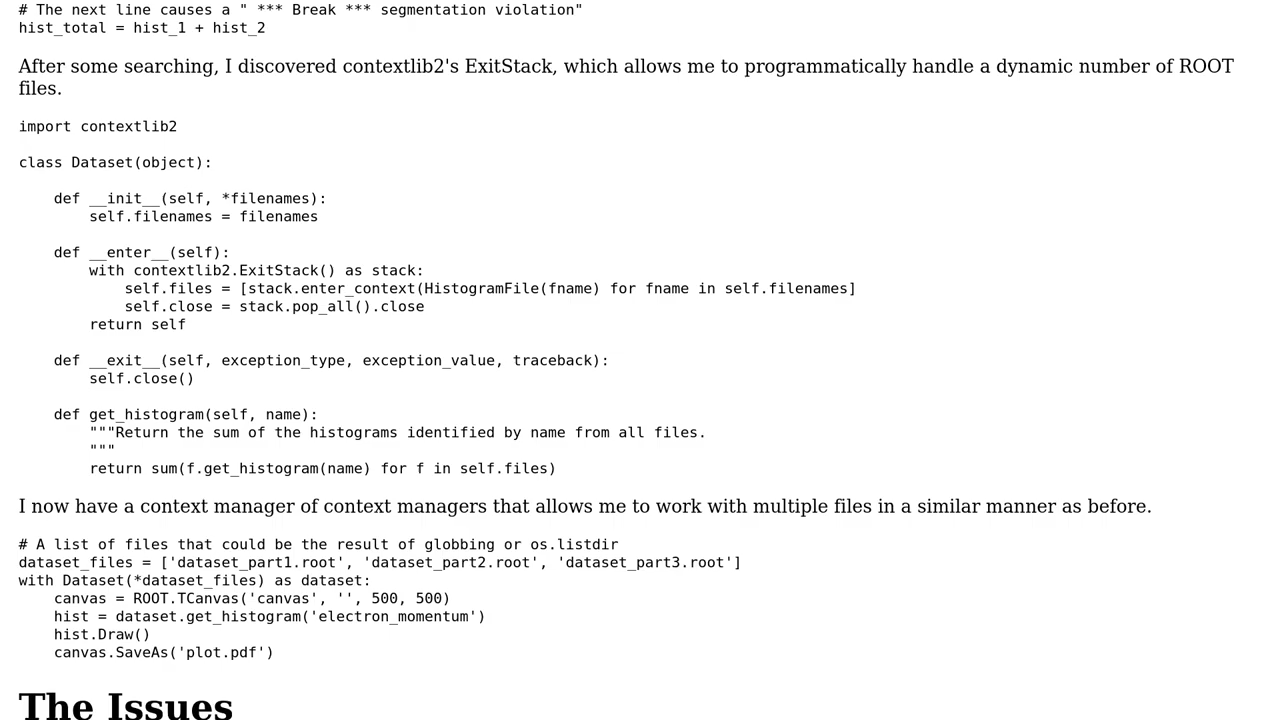 # The next line causes a " *** Break *** segmentation violation"
hist_total = hist_1 + hist_2
After some searching, I discovered contextlib2's ExitStack, which allows me to programmatically handle a dynamic number of ROOT
files.
import contextlib2
class Dataset(object):
    def __init__(self, *filenames):
        self.filenames = filenames
    def __enter__(self):
        with contextlib2.ExitStack() as stack:
            self.files = [stack.enter_context(HistogramFile(fname) for fname in self.filenames]
            self.close = stack.pop_all().close
        return self
    def __exit__(self, exception_type, exception_value, traceback):
        self.close()
    def get_histogram(self, name):
        """Return the sum of the histograms identified by name from all files.
        """
        return sum(f.get_histogram(name) for f in self.files)
I now have a context manager of context managers that allows me to work with multiple files in a similar manner as before.
# A list of files that could be the result of globbing or os.listdir
dataset_files = ['dataset_part1.root', 'dataset_part2.root', 'dataset_part3.root']
with Dataset(*dataset_files) as dataset:
    canvas = ROOT.TCanvas('canvas', '', 500, 500)
    hist = dataset.get_histogram('electron_momentum')
    hist.Draw()
    canvas.SaveAs('plot.pdf')
The Issues